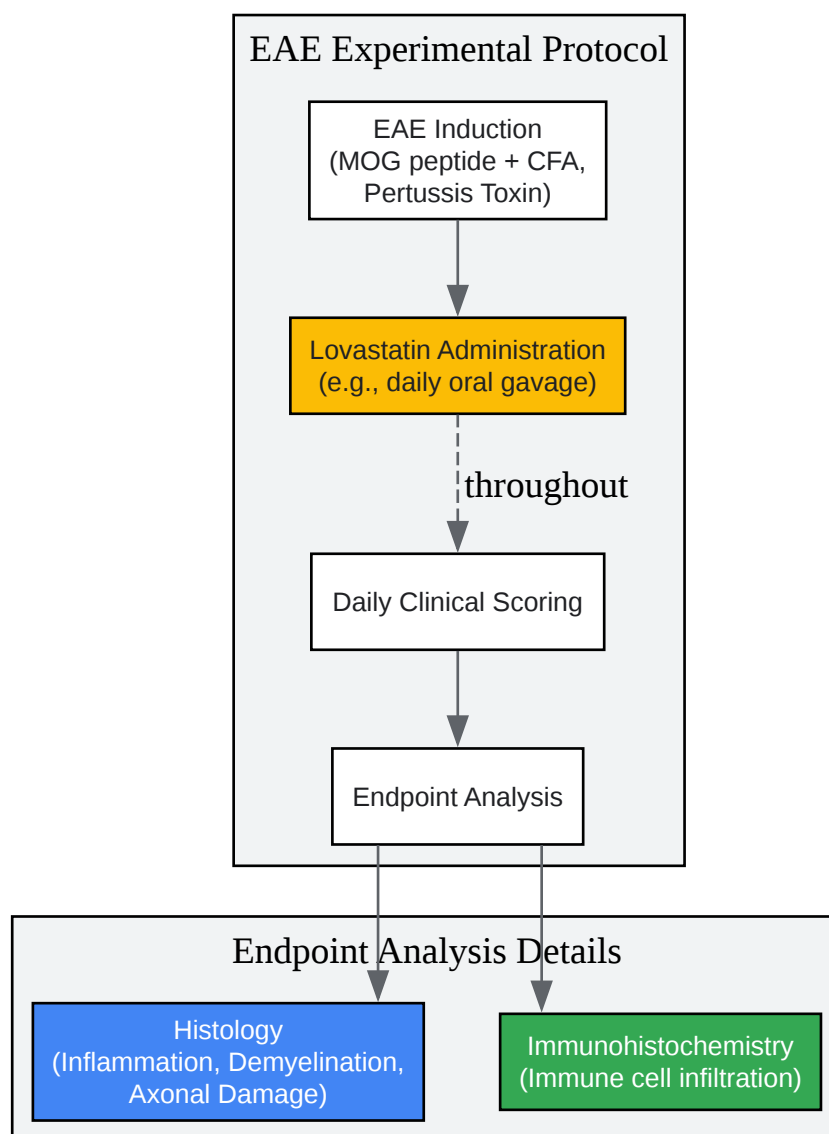 EAE Experimental Protocol
EAE Induction
(MOG peptide + CFA,
Pertussis Toxin)
Lovastatin Administration
(e.g., daily oral gavage)
throughout
Daily Clinical Scoring
Endpoint Analysis
Endpoint Analysis Details
Histology
(Inflammation, Demyelination,
Axonal Damage)
Immunohistochemistry
(Immune cell infiltration)